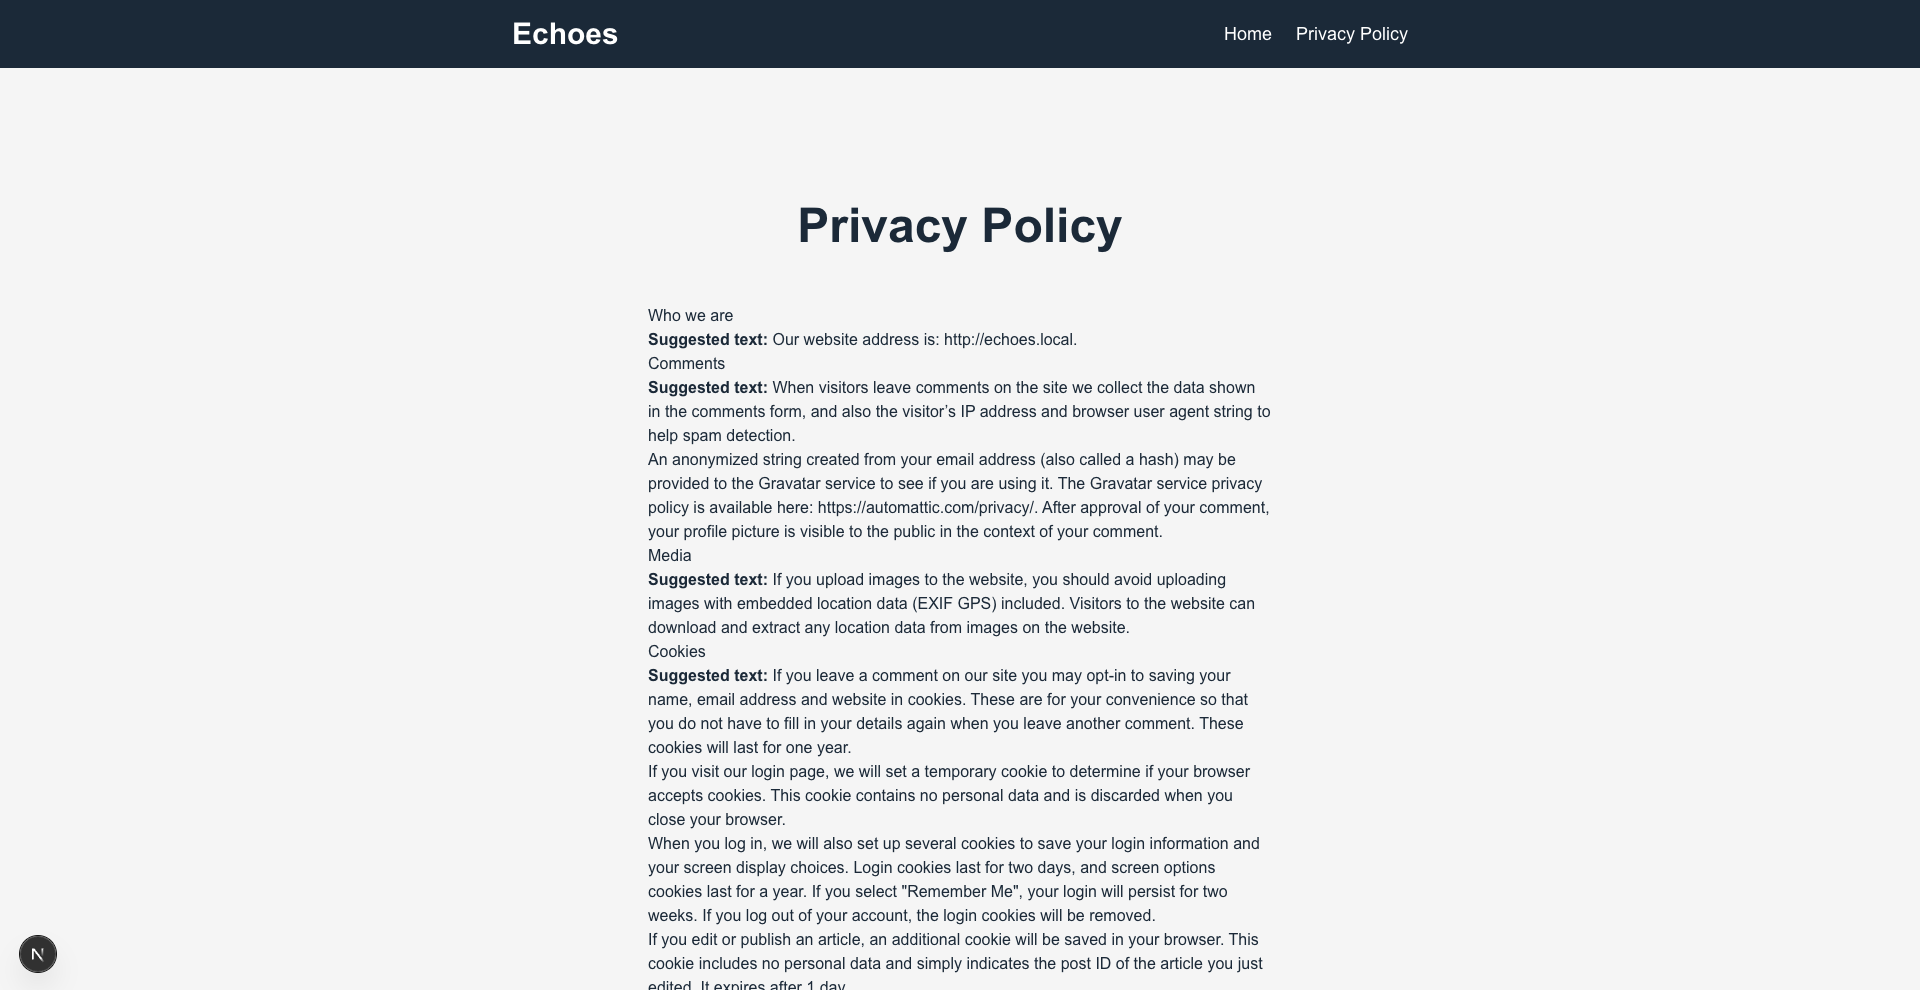 Echoes
Home Privacy Policy
Privacy Policy
Who we are
Suggested text: Our website address is: http://echoes.local.
Comments
Suggested text: When visitors leave comments on the site we collect the data shown
in the comments form, and also the visitor’s IP address and browser user agent string to
help spam detection.
An anonymized string created from your email address (also called a hash) may be
provided to the Gravatar service to see if you are using it. The Gravatar service privacy
policy is available here: https://automattic.com/privacy/. After approval of your comment,
your profile picture is visible to the public in the context of your comment.
Media
Suggested text: If you upload images to the website, you should avoid uploading
images with embedded location data (EXIF GPS) included. Visitors to the website can
download and extract any location data from images on the website.
Cookies
Suggested text: If you leave a comment on our site you may opt-in to saving your
name, email address and website in cookies. These are for your convenience so that
you do not have to fill in your details again when you leave another comment. These
cookies will last for one year.
If you visit our login page, we will set a temporary cookie to determine if your browser
accepts cookies. This cookie contains no personal data and is discarded when you
close your browser.
When you log in, we will also set up several cookies to save your login information and
your screen display choices. Login cookies last for two days, and screen options
cookies last for a year. If you select "Remember Me", your login will persist for two
weeks. If you log out of your account, the login cookies will be removed.
If you edit or publish an article, an additional cookie will be saved in your browser. This
cookie includes no personal data and simply indicates the post ID of the article you just
edited. It expires after 1 day.
N